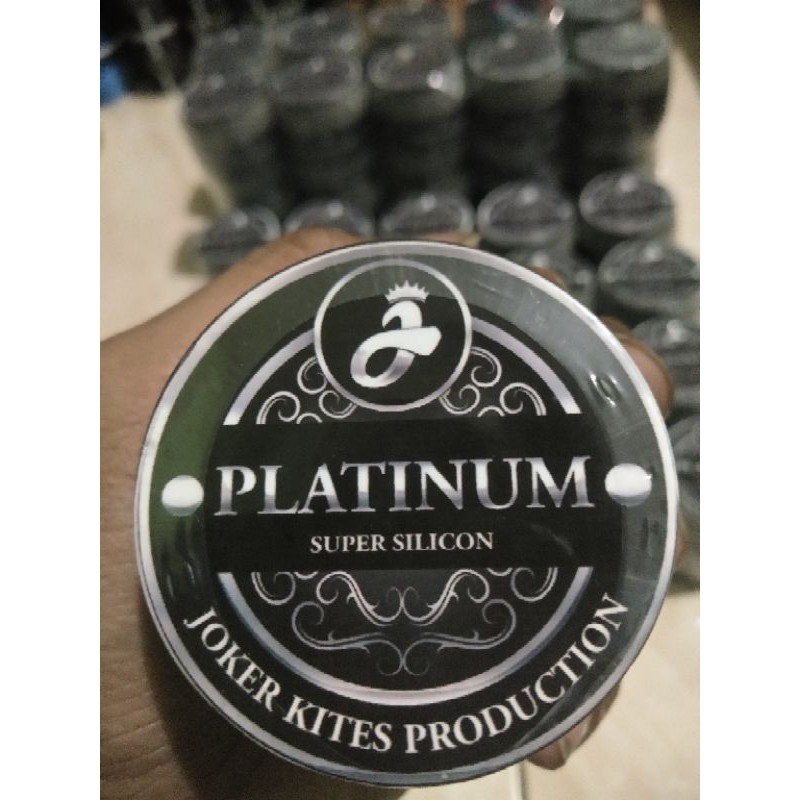 PLATINUM
SUPER SILICON
JOKER KITES PRODUCTION